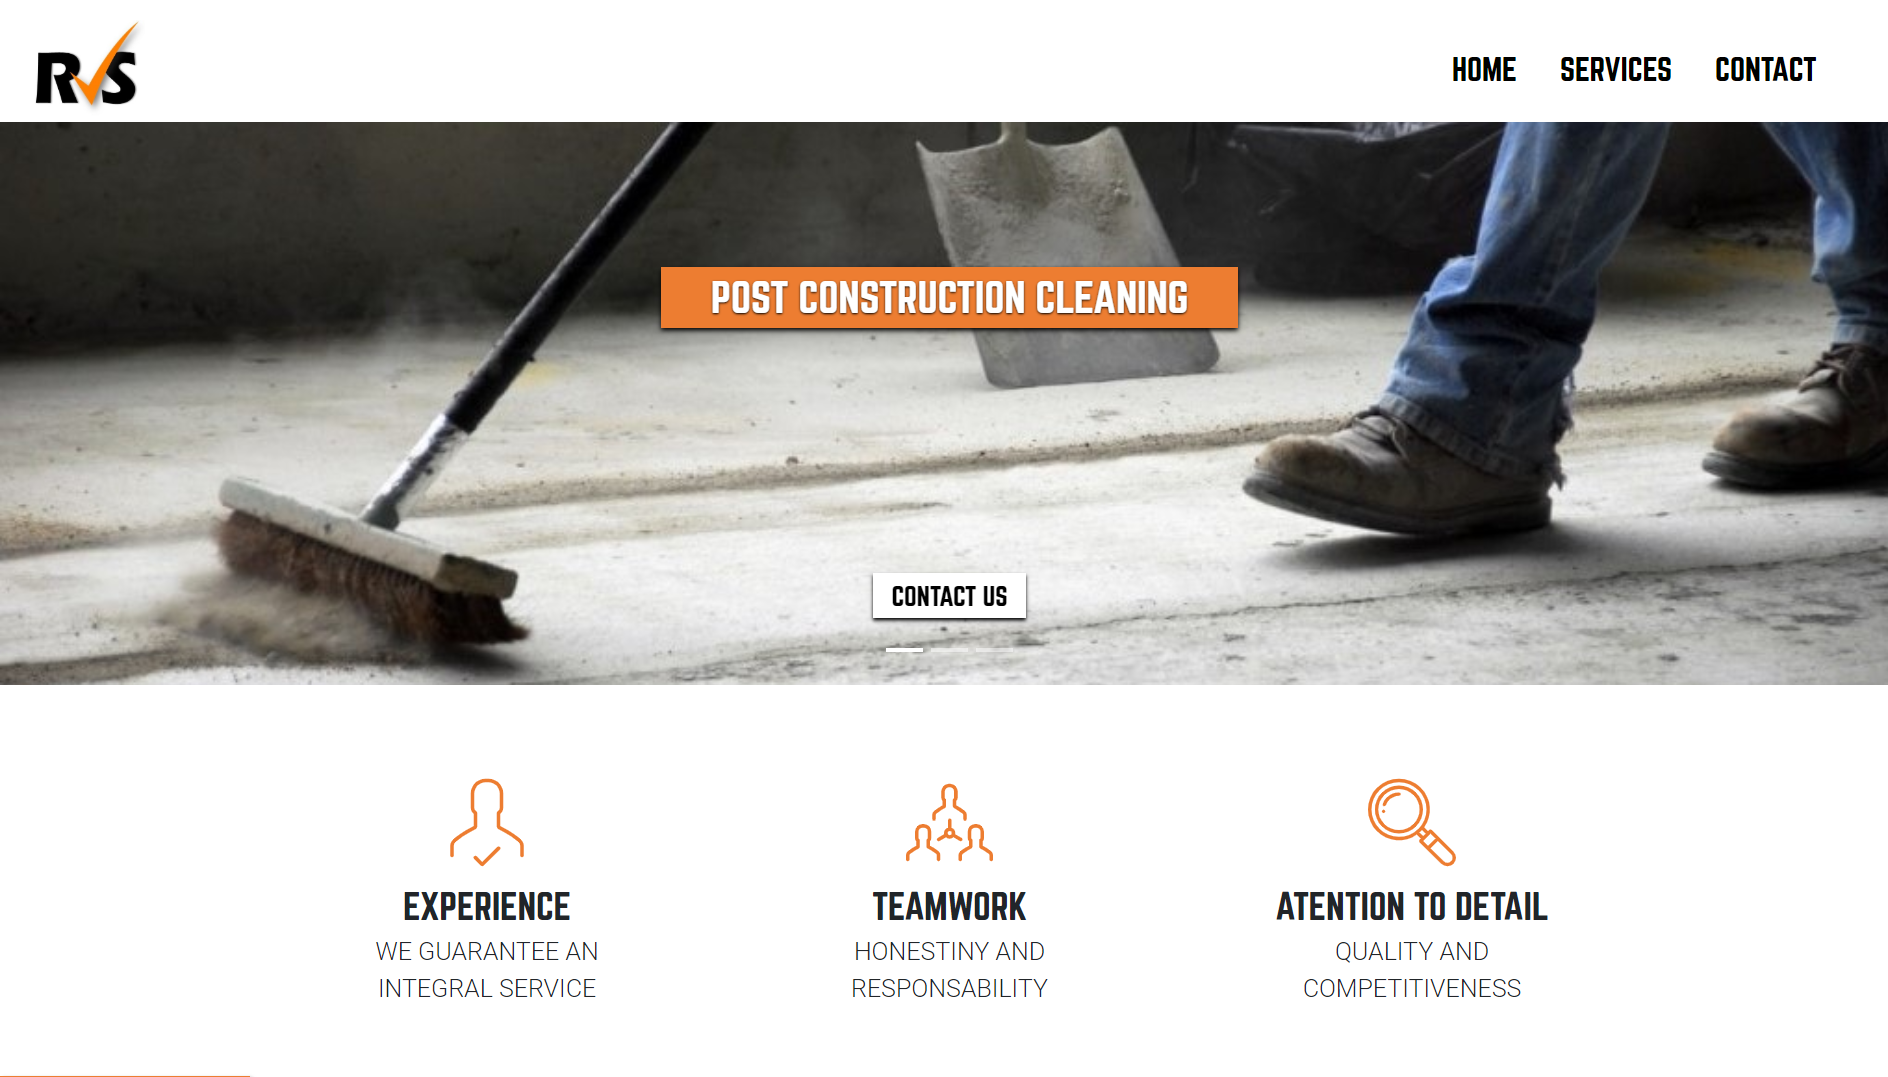 RVS
HOME SERVICES CONTACT
POST CONSTRUCTION CLEANING
CONTACT US
EXPERIENCE
WE GUARANTEE AN
INTEGRAL SERVICE
TEAMWORK
HONESTINY AND
RESPONSABILITY
ATENTION TO DETAIL
QUALITY AND
COMPETITIVENESS